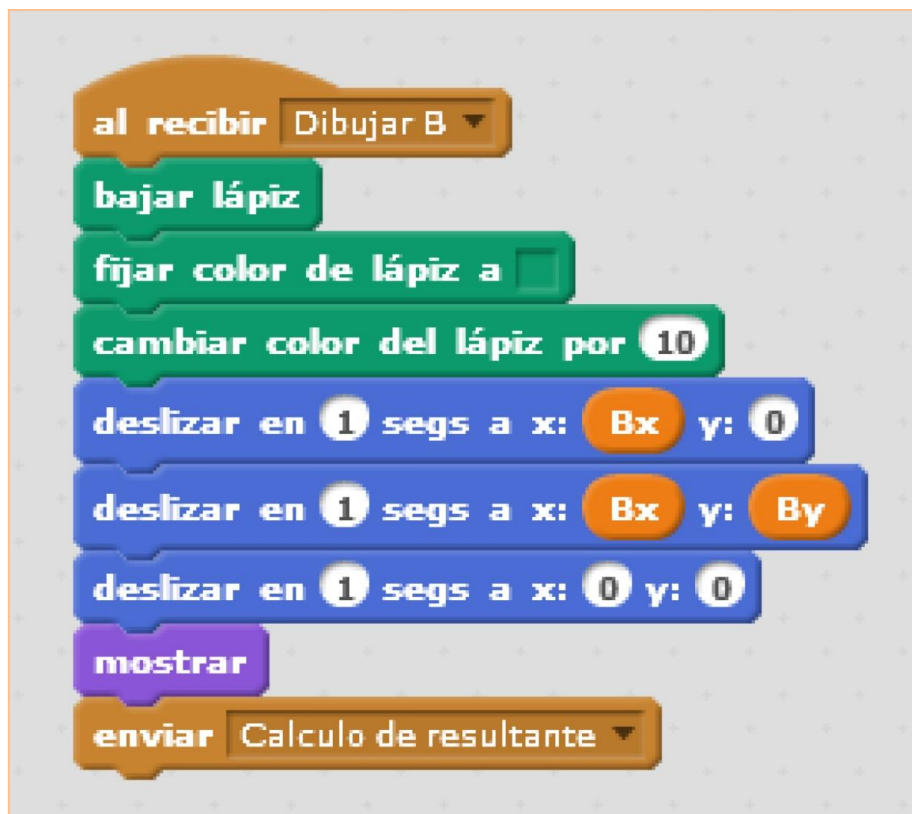 al recibir Dibujar B
bajar lápiz
fijar color de lápiz a
cambiar color del lápiz por 10
deslizar en 1 segs a x: Bx y: 0
deslizar en 1 segs a x: Bx y: By
deslizar en 1 segs a x: 0 y: 0
mostrar
enviar Calculo de resultante